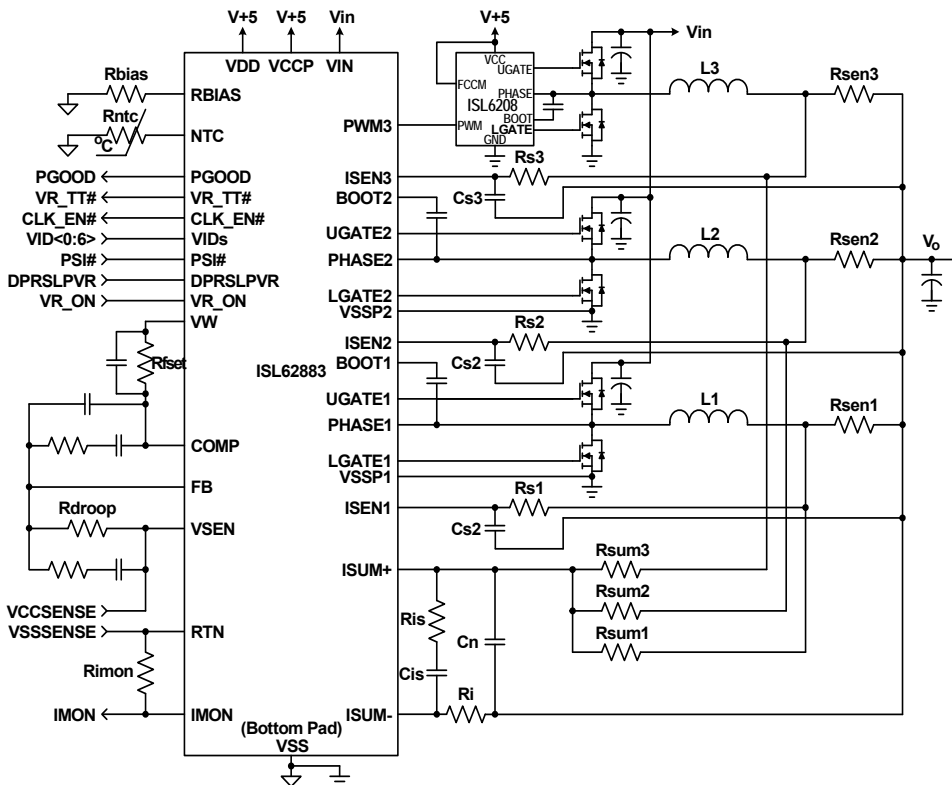 V+5 V+5 Vin
VDD VCCP VIN
V+5
Vin
VCC
UGATE
FCCM
PHASE
ISL6208
BOOT
PWM
LGATE
GND
L3
Rsen3
Rbias
RBIAS
Rntc
NTC
°C
PWM3
PGOOD PGOOD
VR_TT# VR_TT#
CLK_EN# CLK_EN#
VID<0:6> VIDs
PSI# PSI#
DPRSLPVR DPRSLPVR
VR_ON VR_ON
VW
Rfset
ISL62883
COMP
FB
Rdroop
VSEN
VCCSENSE
VSSSENSE RTN
Rimon
IMON IMON
(Bottom Pad)
VSS
ISEN3
Rs3
Cs3
BOOT2
UGATE2
PHASE2
L2
Rsen2
Vo
LGATE2
VSSP2
ISEN2
Rs2
Cs2
BOOT1
UGATE1
PHASE1
L1
Rsen1
LGATE1
VSSP1
ISEN1
Rs1
Cs2
ISUM+
Rsum3
Rsum2
Rsum1
Ris
Cn
Cis
Ri
ISUM-